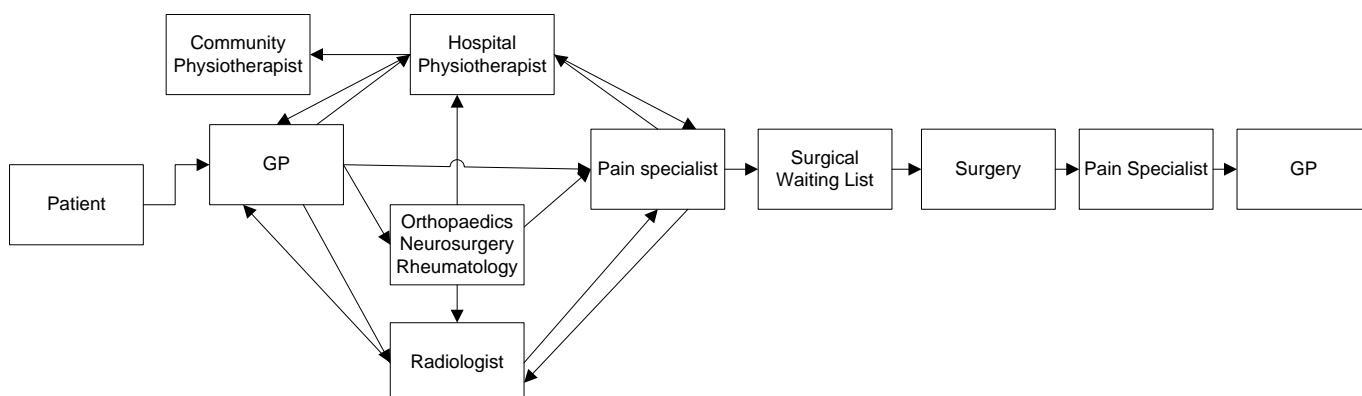 Community
Physiotherapist
Hospital
Physiotherapist
GP
Patient
Orthopaedics
Neurosurgery
Rheumatology
Radiologist
Pain specialist
Surgical
Waiting List
Surgery
Pain Specialist
GP